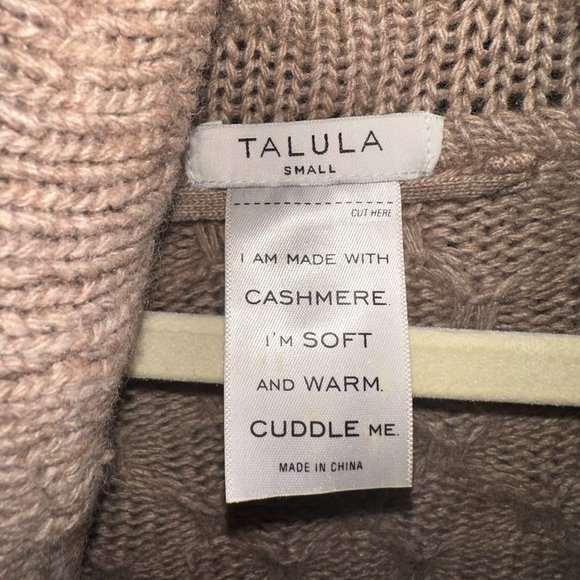 TALULA
SMALL
CUT HERE
I AM MADE WITH
CASHMERE.
I'M SOFT
AND WARM.
CUDDLE ME.
MADE IN CHINA